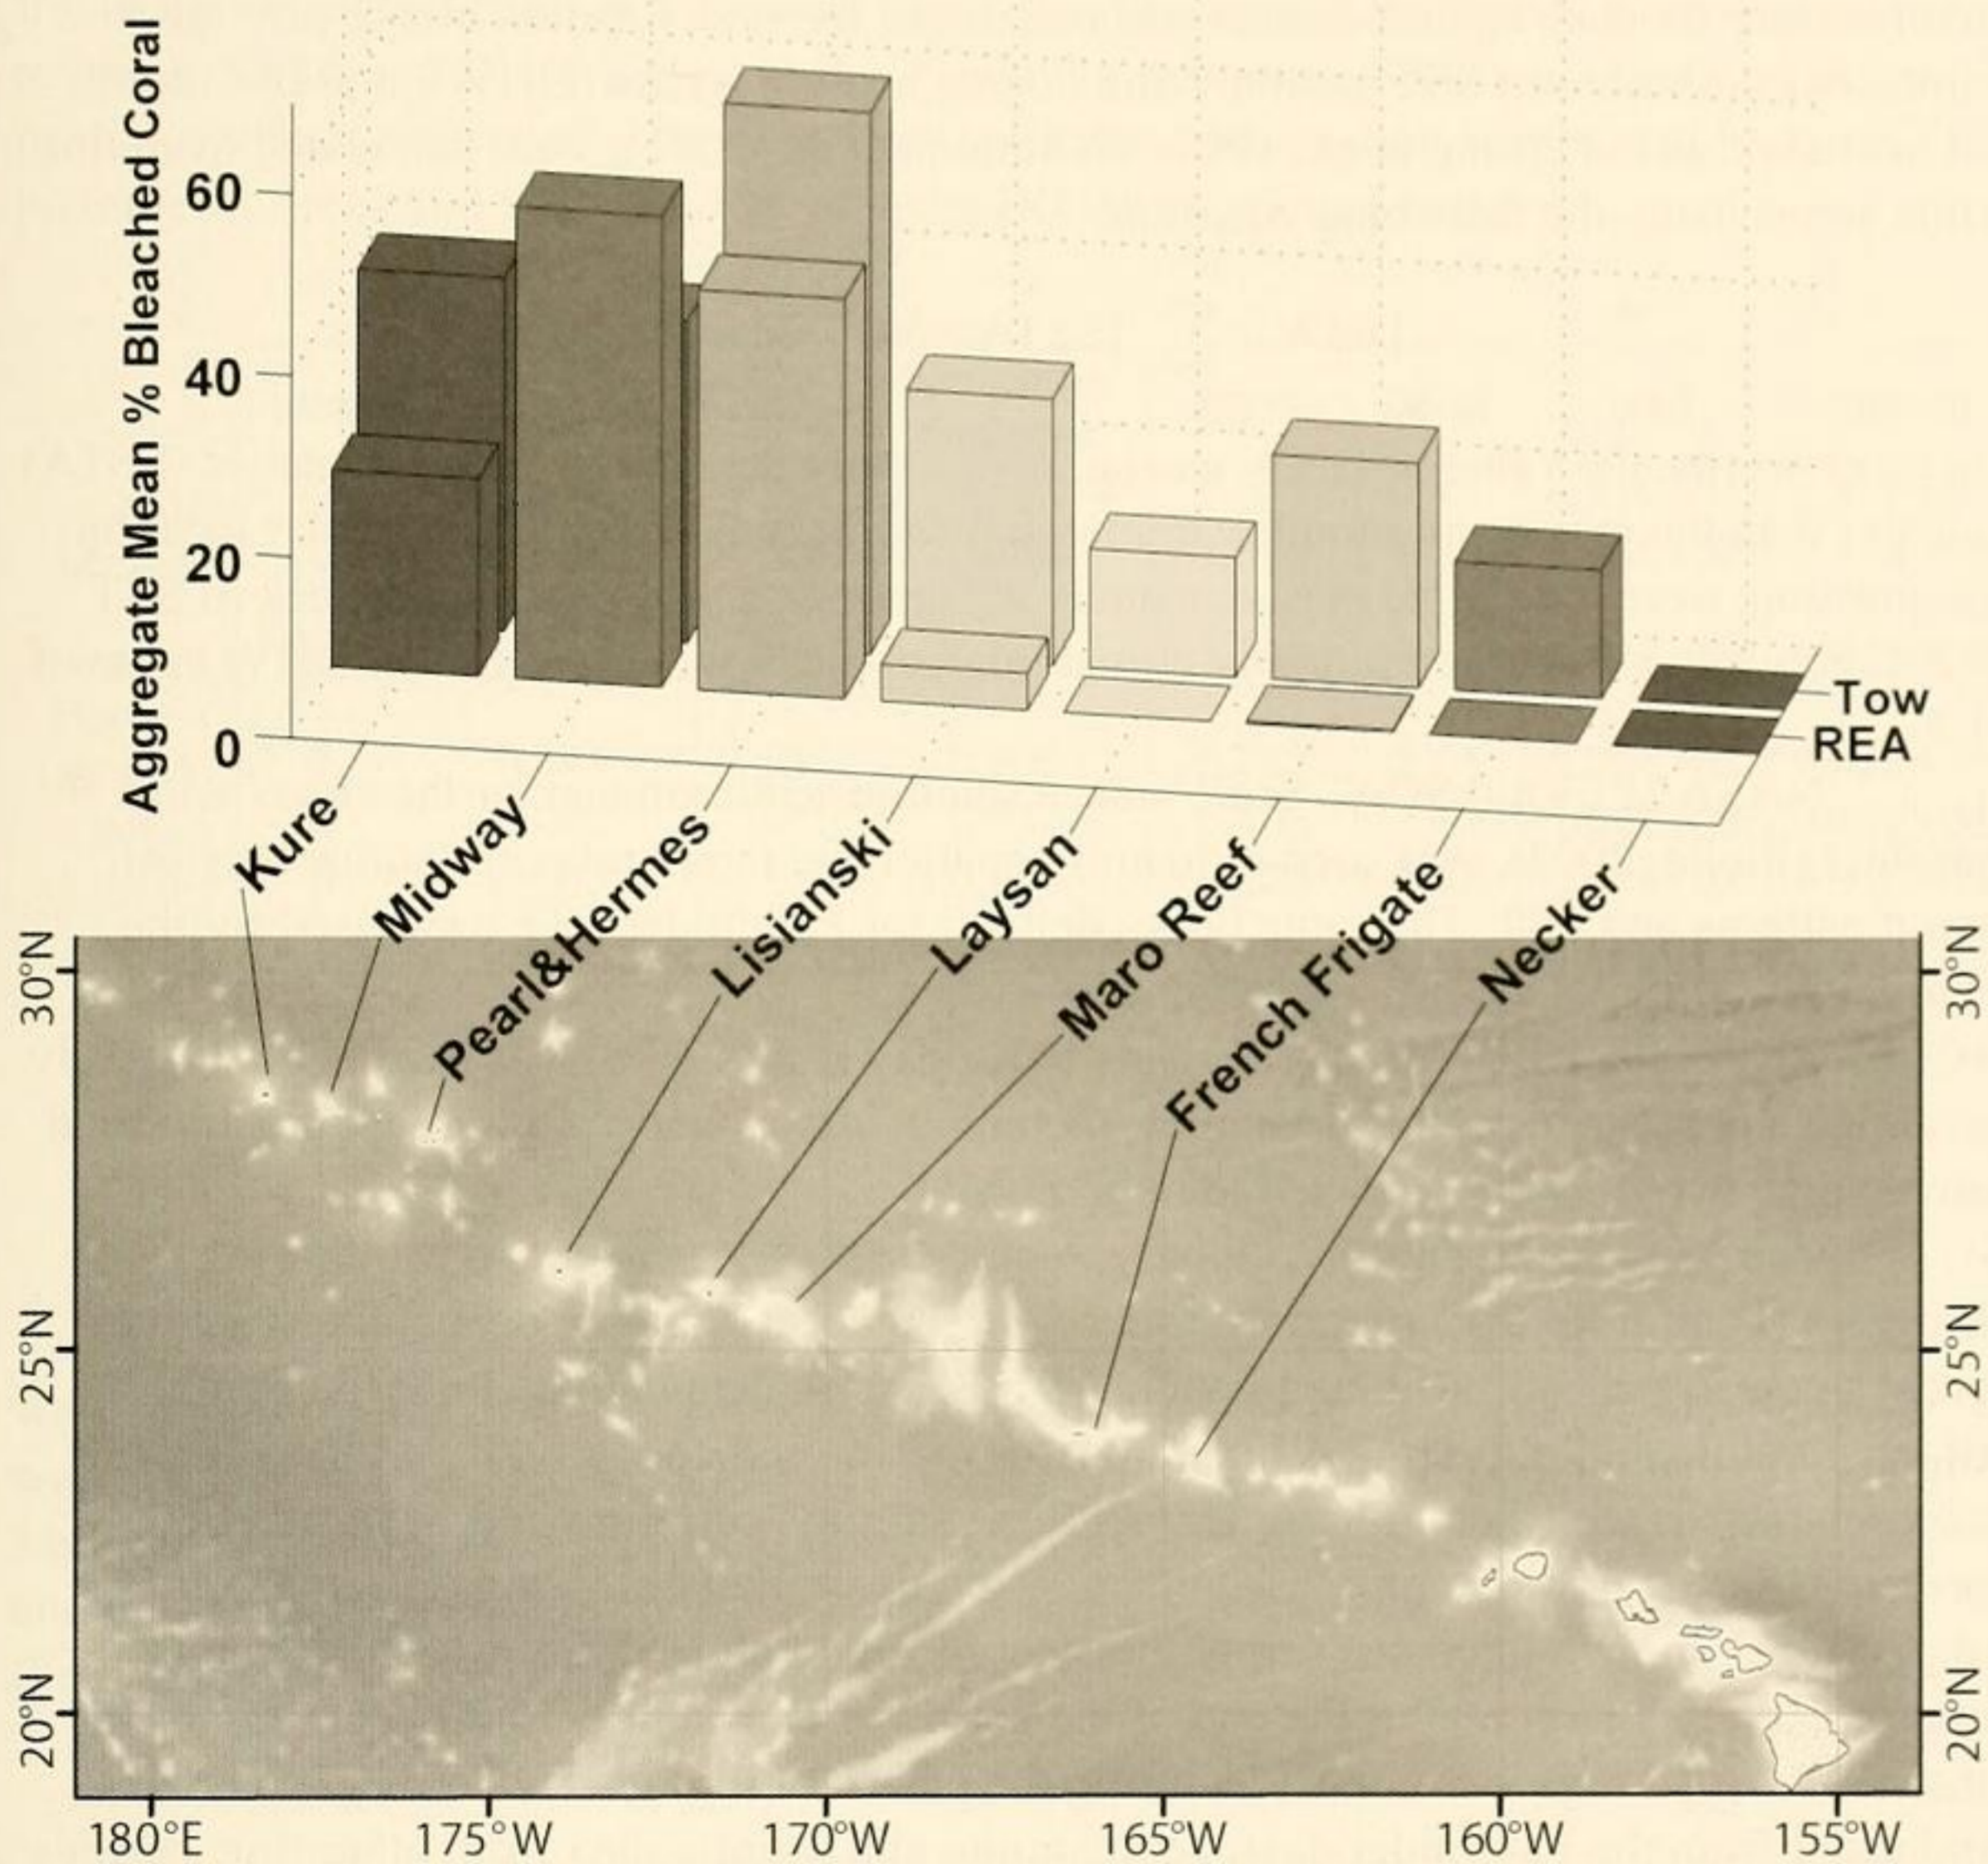 Aggregate Mean % Bleached Coral
60
40
20
0
Tow
REA
Kure
Midway
Pearl&Hermes
Lisianski
Laysan
Maro Reef
French Frigate
Necker
30°N
30°N
25°N
25°N
20°N
20°N
180°E
175°W
170°W
165°W
160°W
155°W